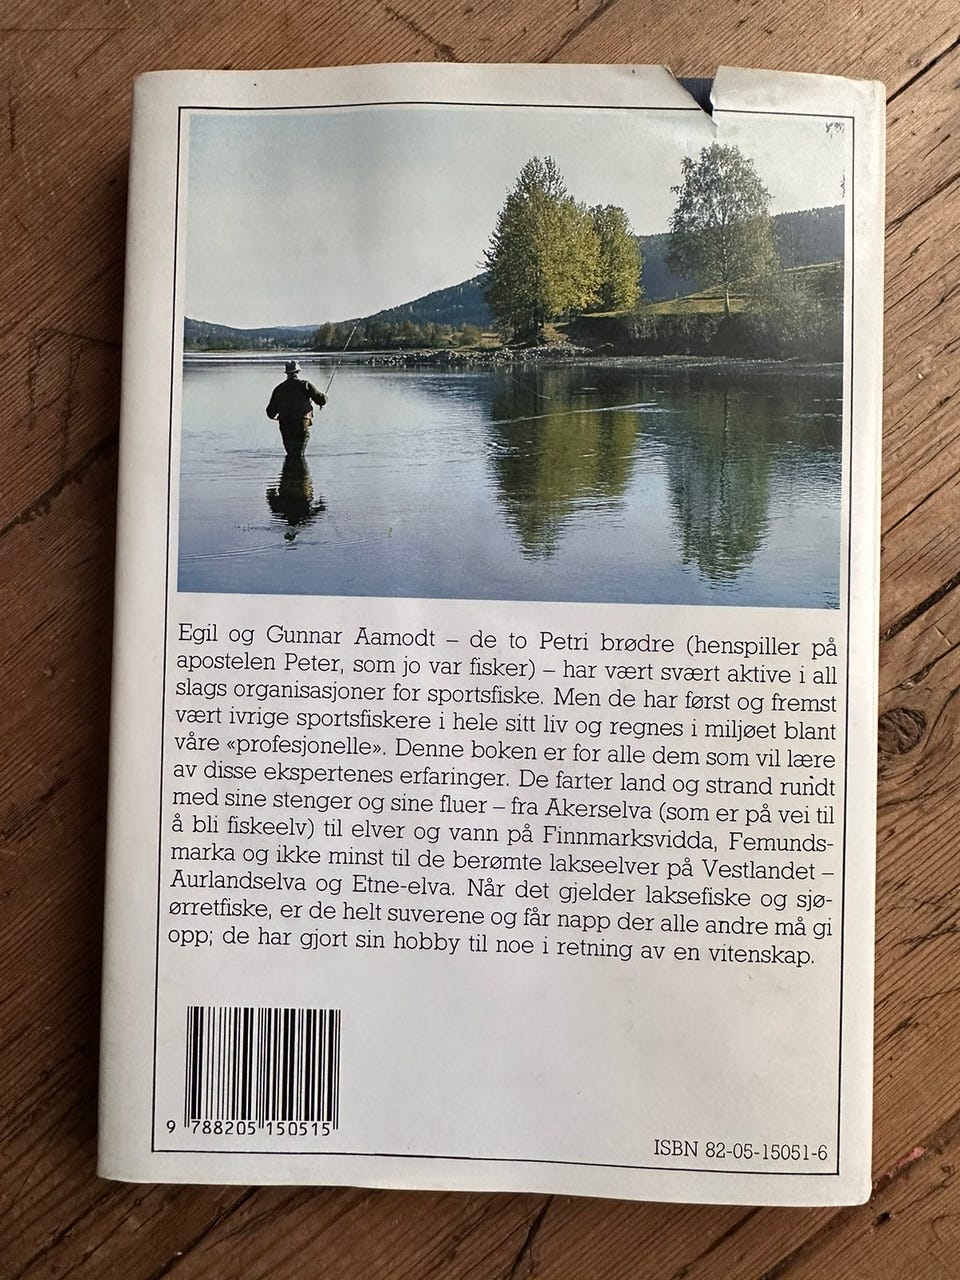 Egil og Gunnar Aamodt – de to Petri brødre (henspiller på
apostelen Peter, som jo var fisker) – har vært svært aktive i all
slags organisasjoner for sportsfiske. Men de har først og fremst
vært ivrige sportsfiskere i hele sitt liv og regnes i miljøet blant
våre «profesjonelle». Denne boken er for alle dem som vil lære
av disse ekspertenes erfaringer. De farter land og strand rundt
med sine stenger og sine fluer – fra Akerselva (som er på vei til
å bli fiskeelv) til elver og vann på Finnmarksvidda, Femunds-
marka og ikke minst til de berømte lakseelver på Vestlandet –
Aurlandselva og Etne-elva. Når det gjelder laksefiske og sjø-
ørretfiske, er de helt suverene og får napp der alle andre må gi
opp; de har gjort sin hobby til noe i retning av en vitenskap.
9 788205 150515
ISBN 82-05-15051-6